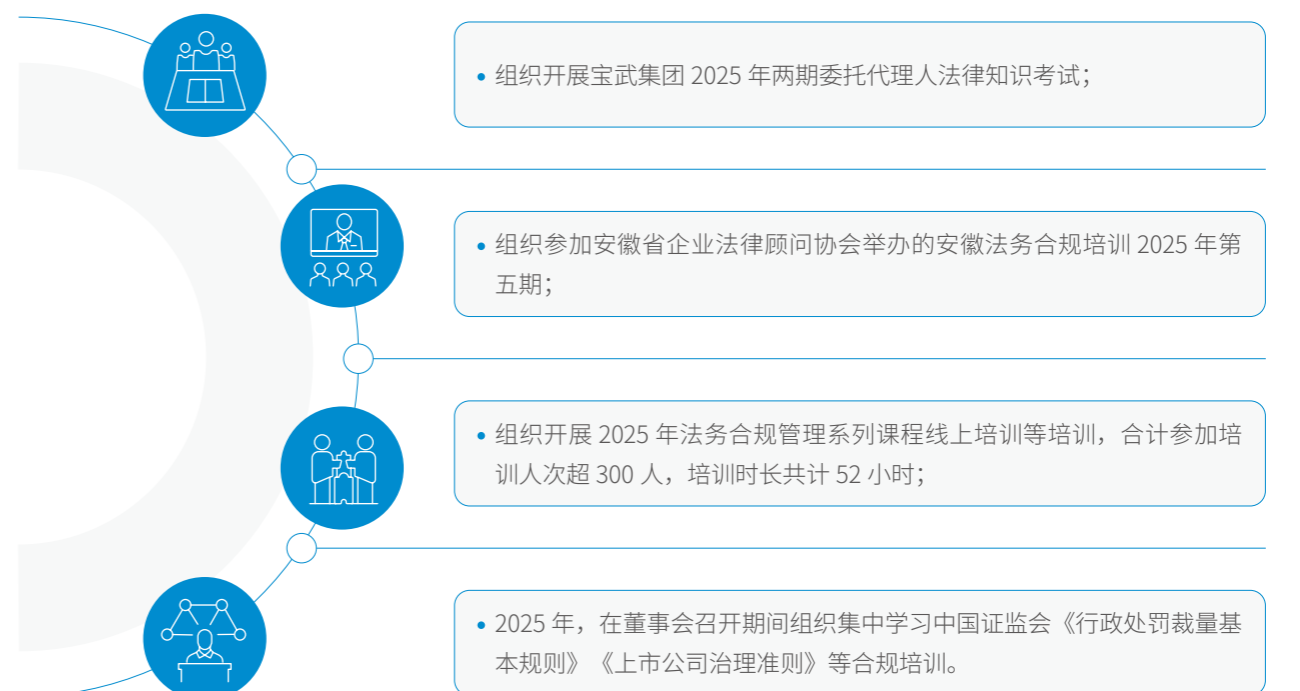 • 组织开展宝武集团 2025 年两期委托代理人法律知识考试；
• 组织参加安徽省企业法律顾问协会举办的安徽法务合规培训 2025 年第
五期；
• 组织开展 2025 年法务合规管理系列课程线上培训等培训，合计参加培
训人次超 300 人，培训时长共计 52 小时；
• 2025 年，在董事会召开期间组织集中学习中国证监会《行政处罚裁量基
本规则》《上市公司治理准则》等合规培训。